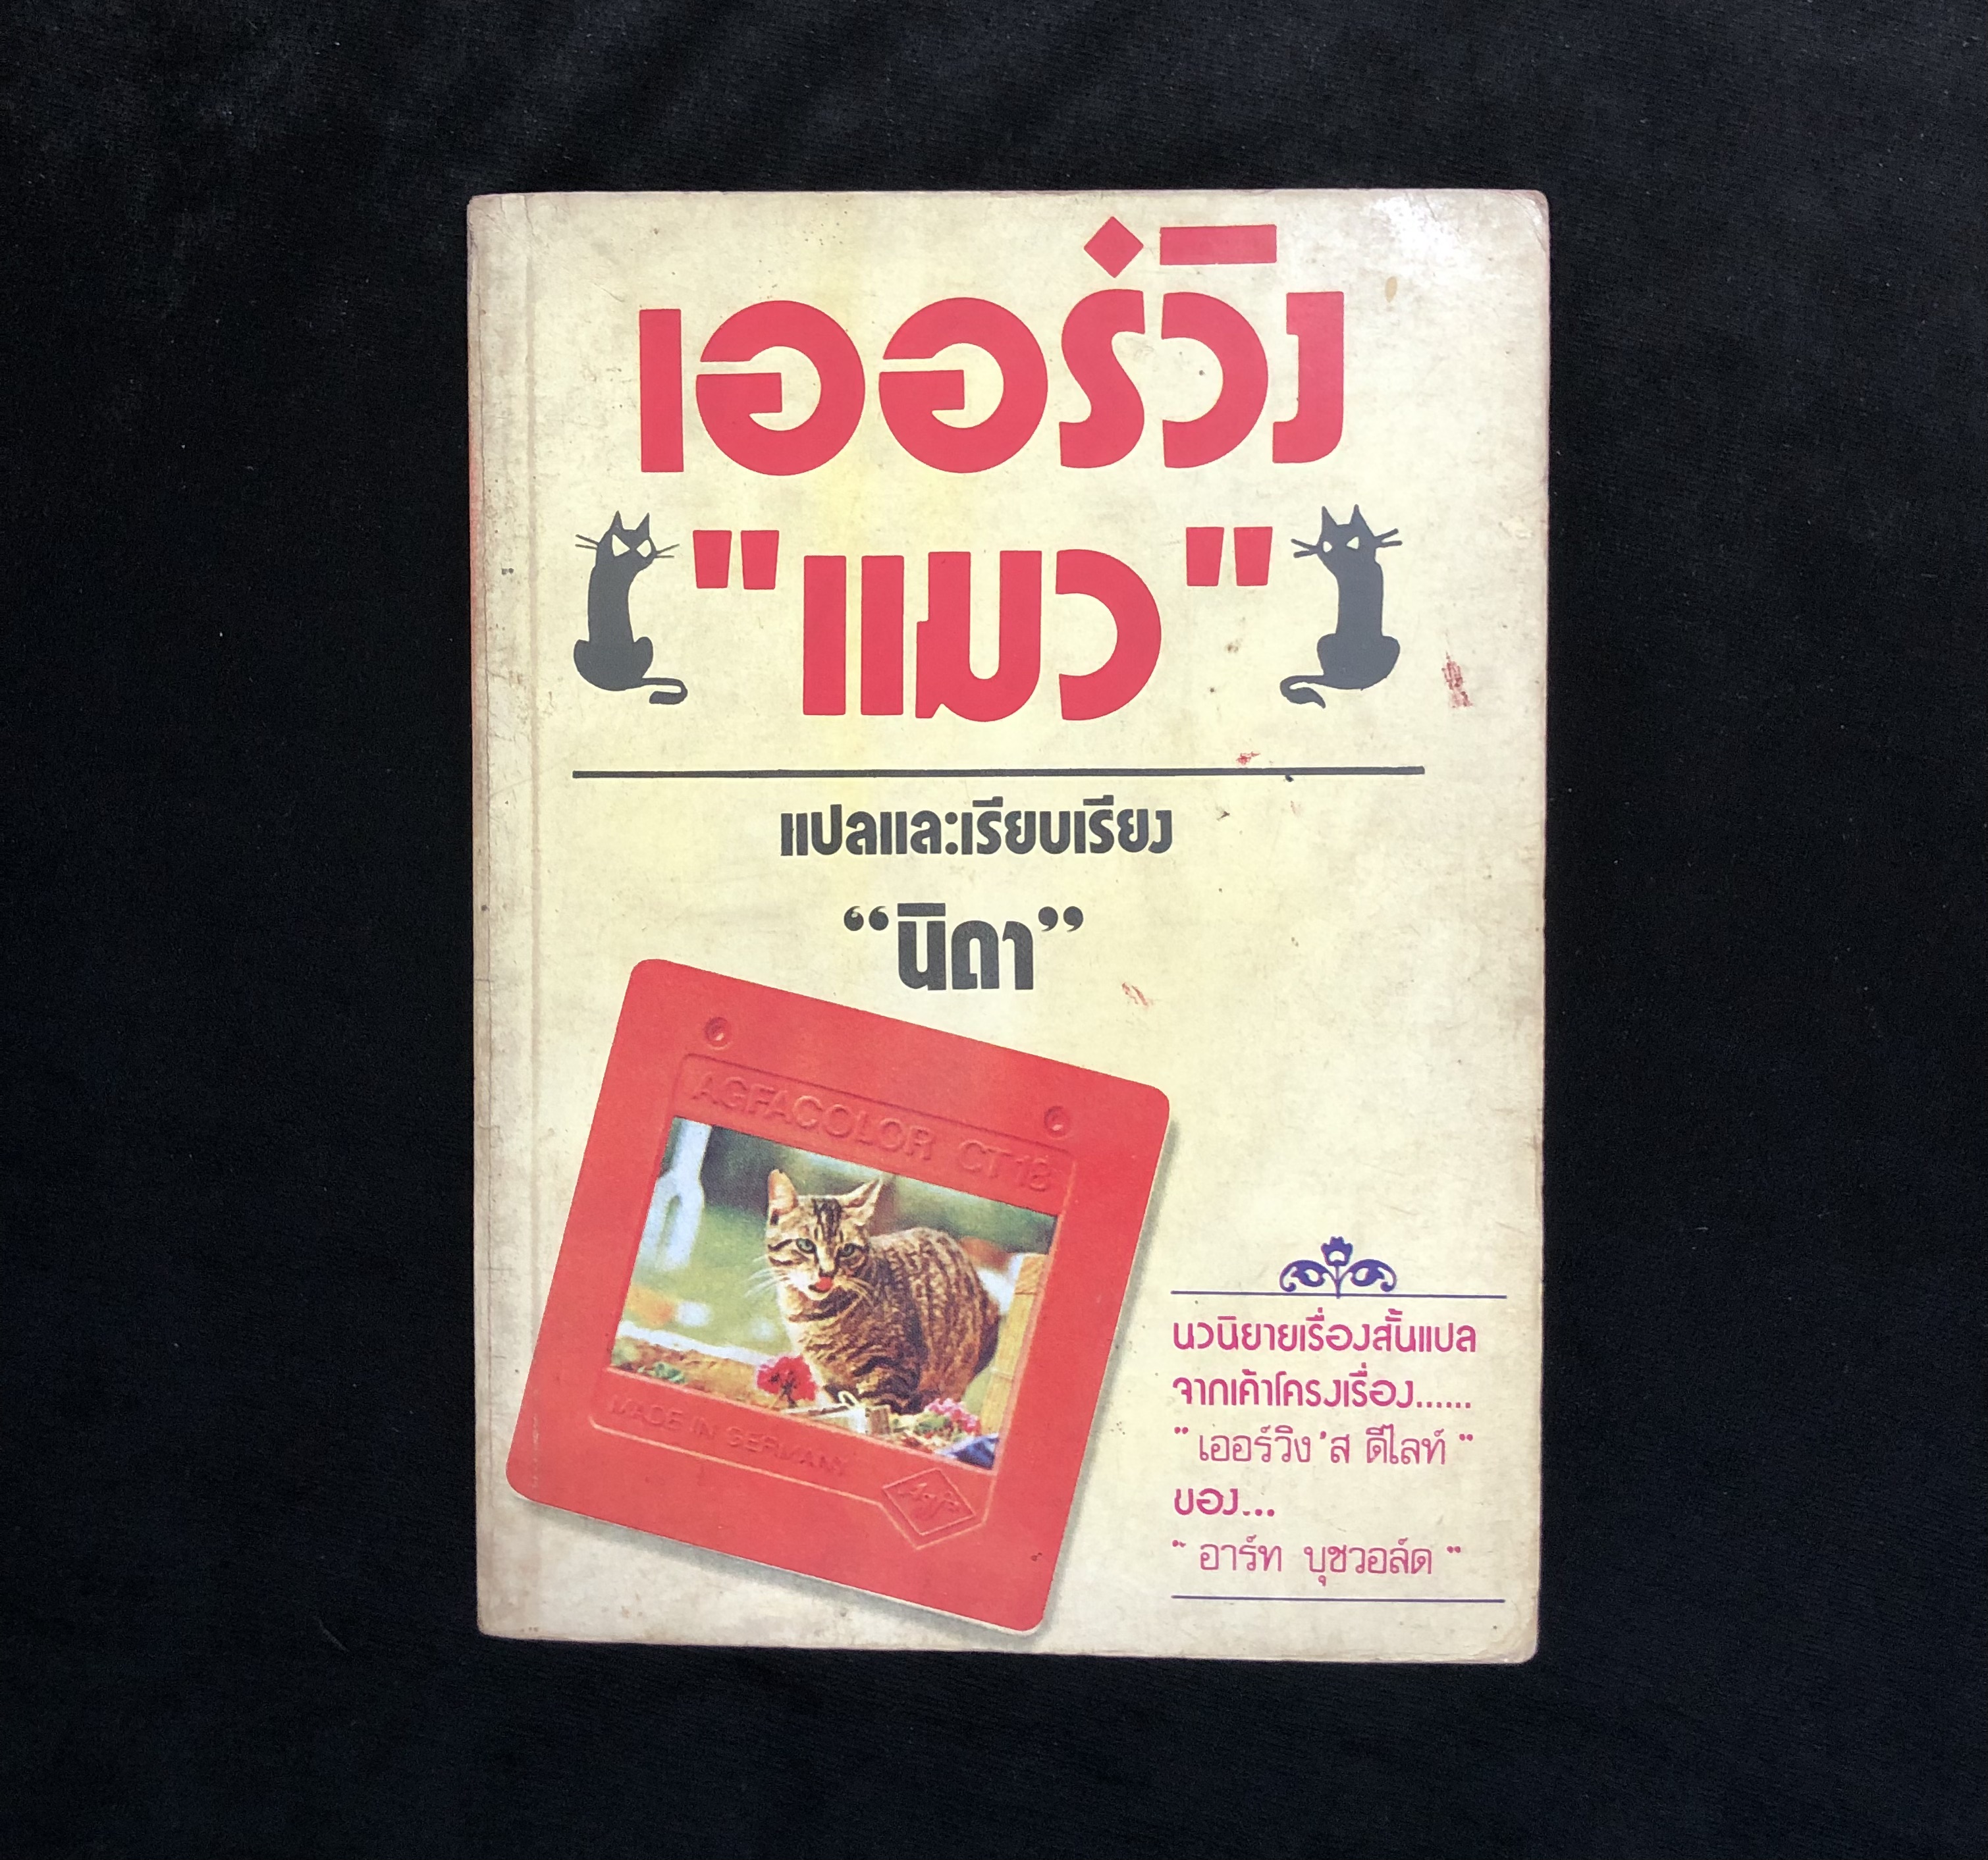 เออร์วิง
"แมว"
แปลและเรียบเรียง
“นิดา”
AGFACOLOR CT18
MADE IN GERMANY
Agfa
นวนิยายเรื่องสั้นแปล
จากเค้าโครงเรื่อง......
"เออร์วิง'ส ดีไลท์"
ของ...
"อาร์ท บุชวอล์ด"